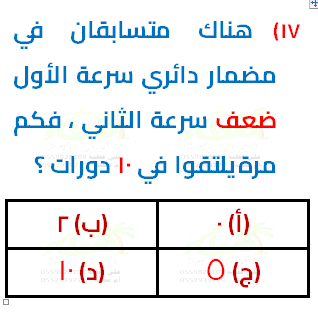 ١٧) هناك متسابقان في
مضمار دائري سرعة الأول
ضعف سرعة الثاني ، فكم
مرة يلتقوا في ١٠ دورات ؟
(أ) ٠
(ب) ٢
(ج) 5
(د) ١٠